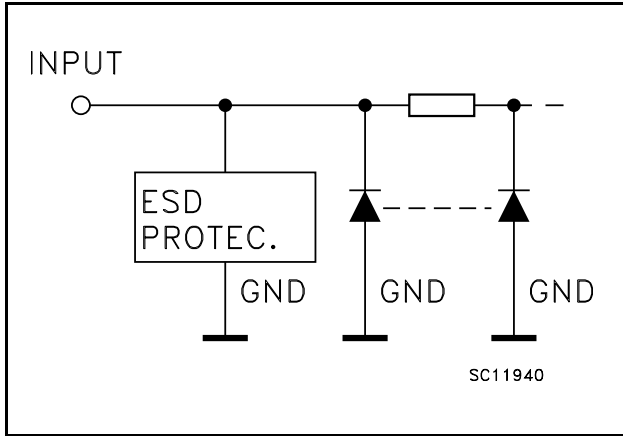 INPUT
ESD
PROTEC.
GND
GND
GND
SC11940